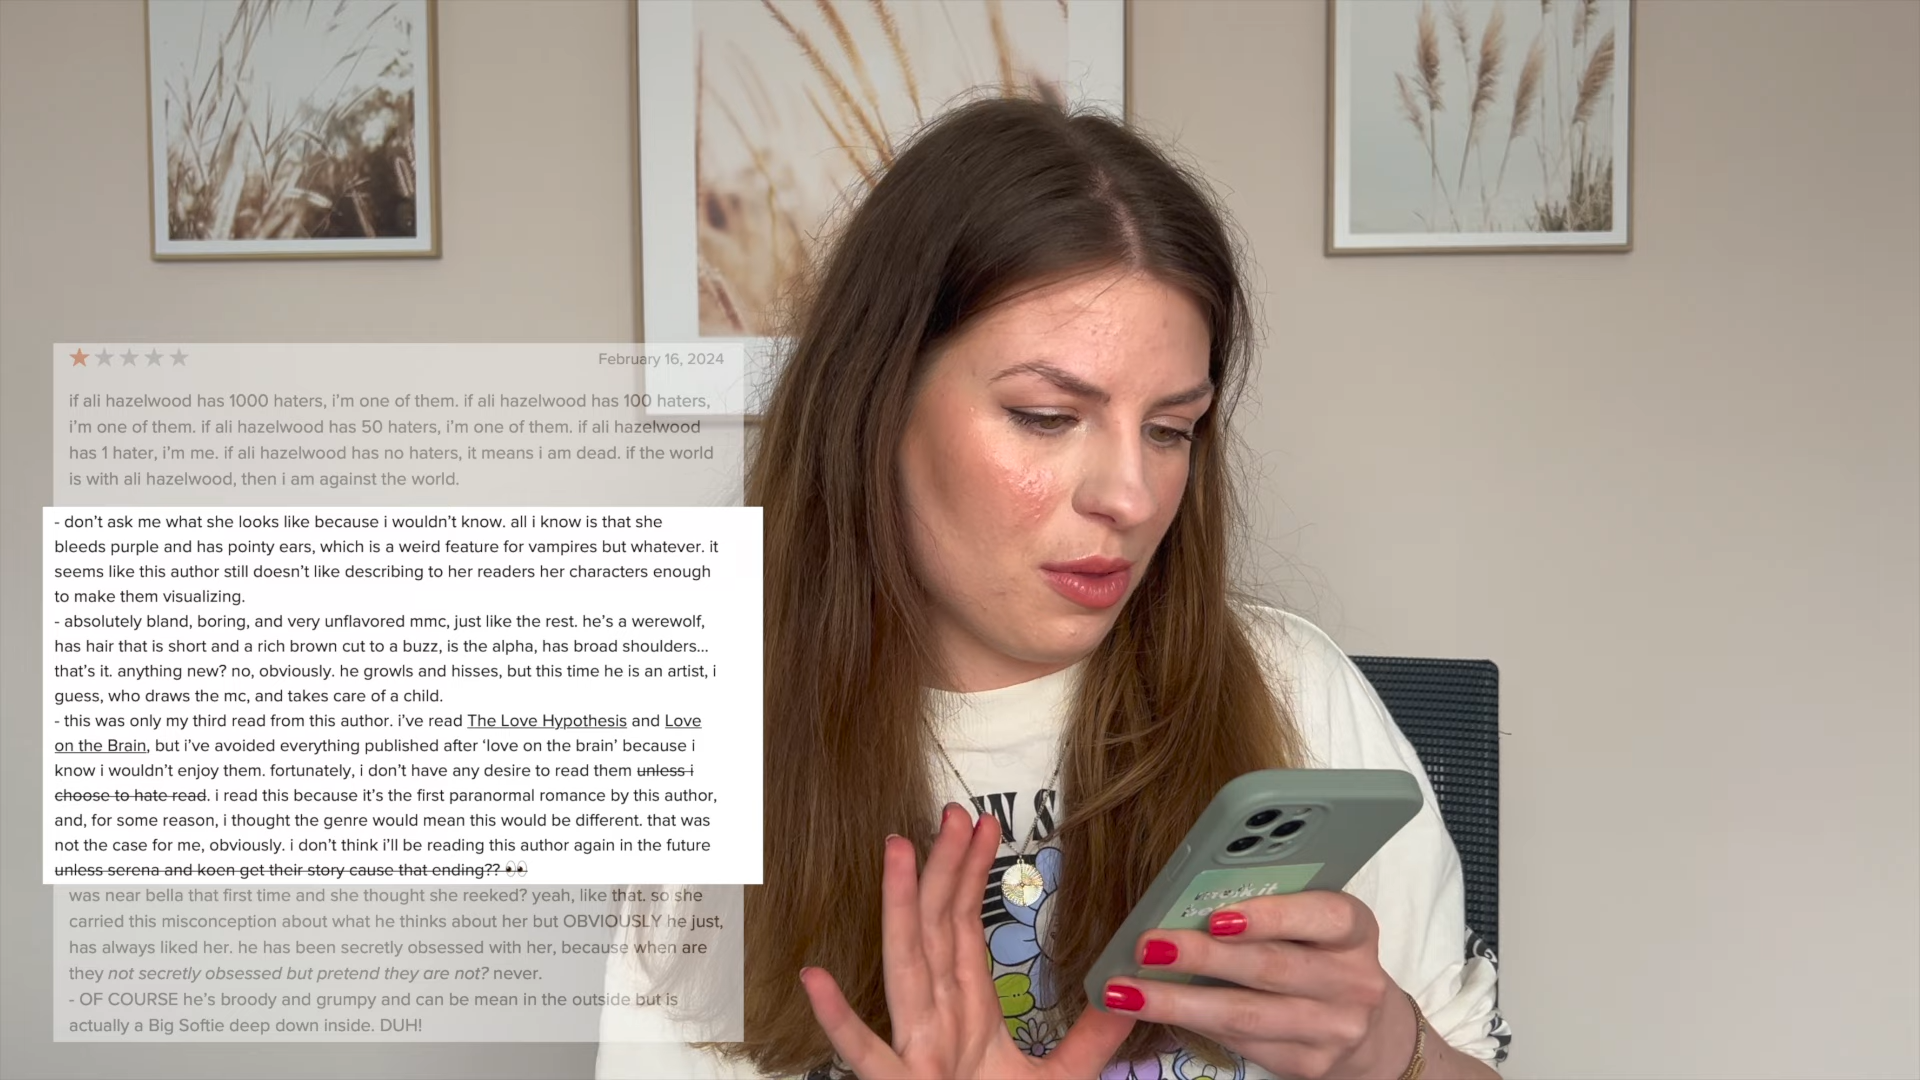 February 16, 2024
if ali hazelwood has 1000 haters, i'm one of them. if ali hazelwood has 100 haters,
i'm one of them. if ali hazelwood has 50 haters, i'm one of them. if ali hazelwood
has 1 hater, i'm me. if ali hazelwood has no haters, it means i am dead. if the world
is with ali hazelwood, then i am against the world.
- don't ask me what she looks like because i wouldn't know. all i know is that she
bleeds purple and has pointy ears, which is a weird feature for vampires but whatever. it
seems like this author still doesn't like describing to her readers her characters enough
to make them visualizing.
- absolutely bland, boring, and very unflavored mmc, just like the rest. he's a werewolf,
has hair that is short and a rich brown cut to a buzz, is the alpha, has broad shoulders...
that's it. anything new? no, obviously. he growls and hisses, but this time he is an artist, i
guess, who draws the mc, and takes care of a child.
- this was only my third read from this author. i've read The Love Hypothesis and Love
on the Brain, but i've avoided everything published after 'love on the brain' because i
know i wouldn't enjoy them. fortunately, i don't have any desire to read them unless i
choose to hate read. i read this because it's the first paranormal romance by this author,
and, for some reason, i thought the genre would mean this would be different. that was
not the case for me, obviously. i don't think i'll be reading this author again in the future
unless serena and koen get their story cause that ending?? 👀
was near bella that first time and she thought she reeked? yeah, like that. so she
carried this misconception about what he thinks about her but OBVIOUSLY he just,
has always liked her. he has been secretly obsessed with her, because when are
they not secretly obsessed but pretend they are not? never.
- OF COURSE he's broody and grumpy and can be mean in the outside but is
actually a Big Softie deep down inside. DUH!